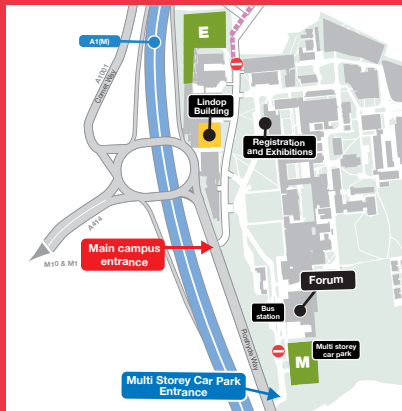 E
A1(M)
A1001
Comet Way
Lindop
Building
Registration
and Exhibitions
A414
M10 & M1
Main campus
entrance
Forum
Bus
station
Roehyde Way
Multi storey
car park
M
Multi Storey Car Park
Entrance